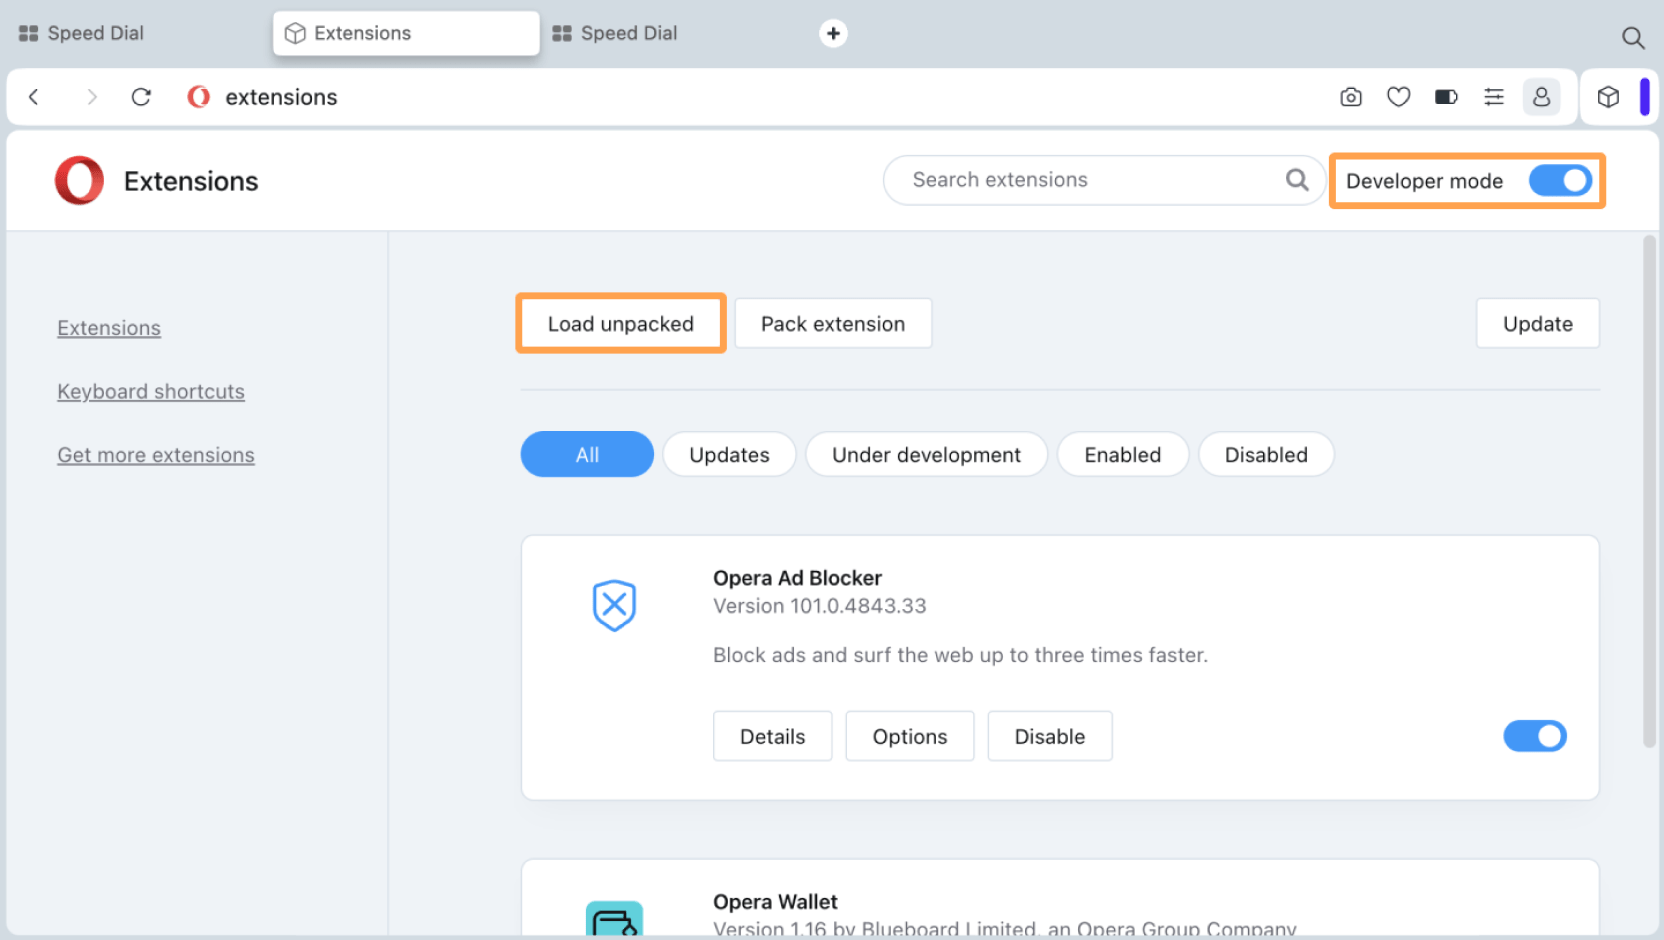 Speed Dial
Extensions
Speed Dial
extensions
Extensions
Search extensions
Developer mode
Extensions
Keyboard shortcuts
Get more extensions
Load unpacked
Pack extension
Update
All
Updates
Under development
Enabled
Disabled
Opera Ad Blocker
Version 101.0.4843.33
Block ads and surf the web up to three times faster.
Details
Options
Disable
Opera Wallet
Version 1.16 by Blueboard Limited, an Opera Group Company